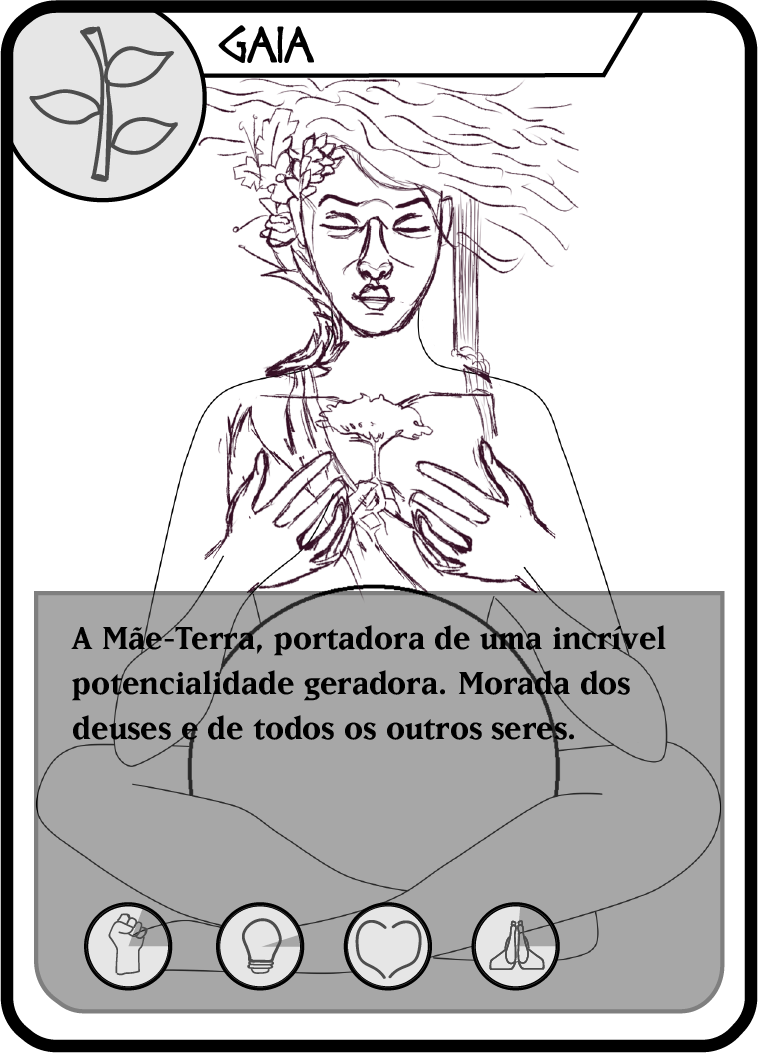 GAIA
A Mãe-Terra, portadora de uma incrível
potencialidade geradora. Morada dos
deuses e de todos os outros seres.